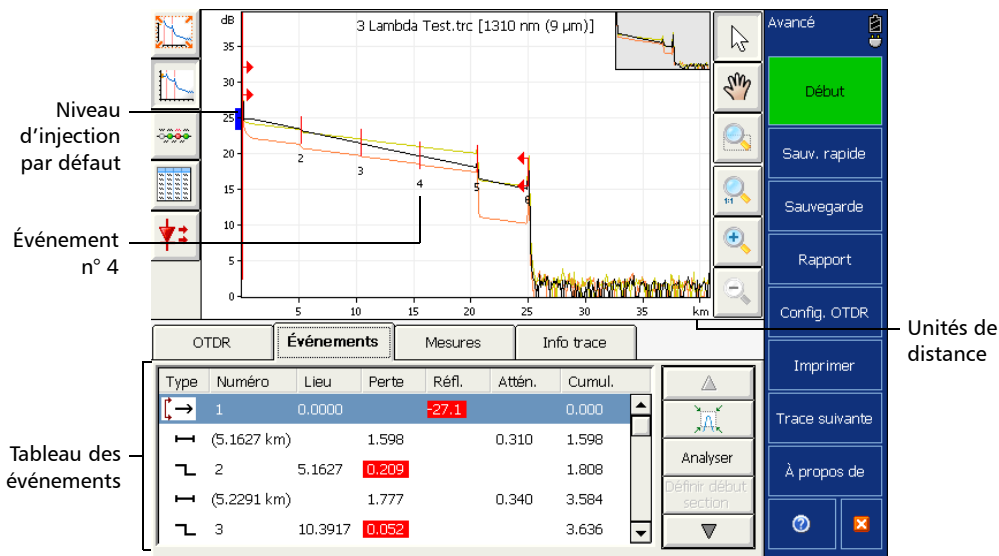 dB
3 Lambda Test.trc [1310 nm (9 µm)]
35
30
25
20
15
10
5
0
2
3
4
5
6
5
10
15
20
25
30
35
km
1:1
Niveau
d'injection
par défaut
Événement
n° 4
Unités de
distance
Tableau des
événements
OTDR
Événements
Mesures
Info trace
Type Numéro Lieu Perte Réfl. Attén. Cumul.
1 0.0000 -27.1 0.000
(5.1627 km) 1.598 0.310 1.598
2 5.1627 0.209 1.808
(5.2291 km) 1.777 0.340 3.584
3 10.3917 0.052 3.636
Analyser
Définir début
section
Avancé
Début
Sauv. rapide
Sauvegarde
Rapport
Config. OTDR
Imprimer
Trace suivante
À propos de